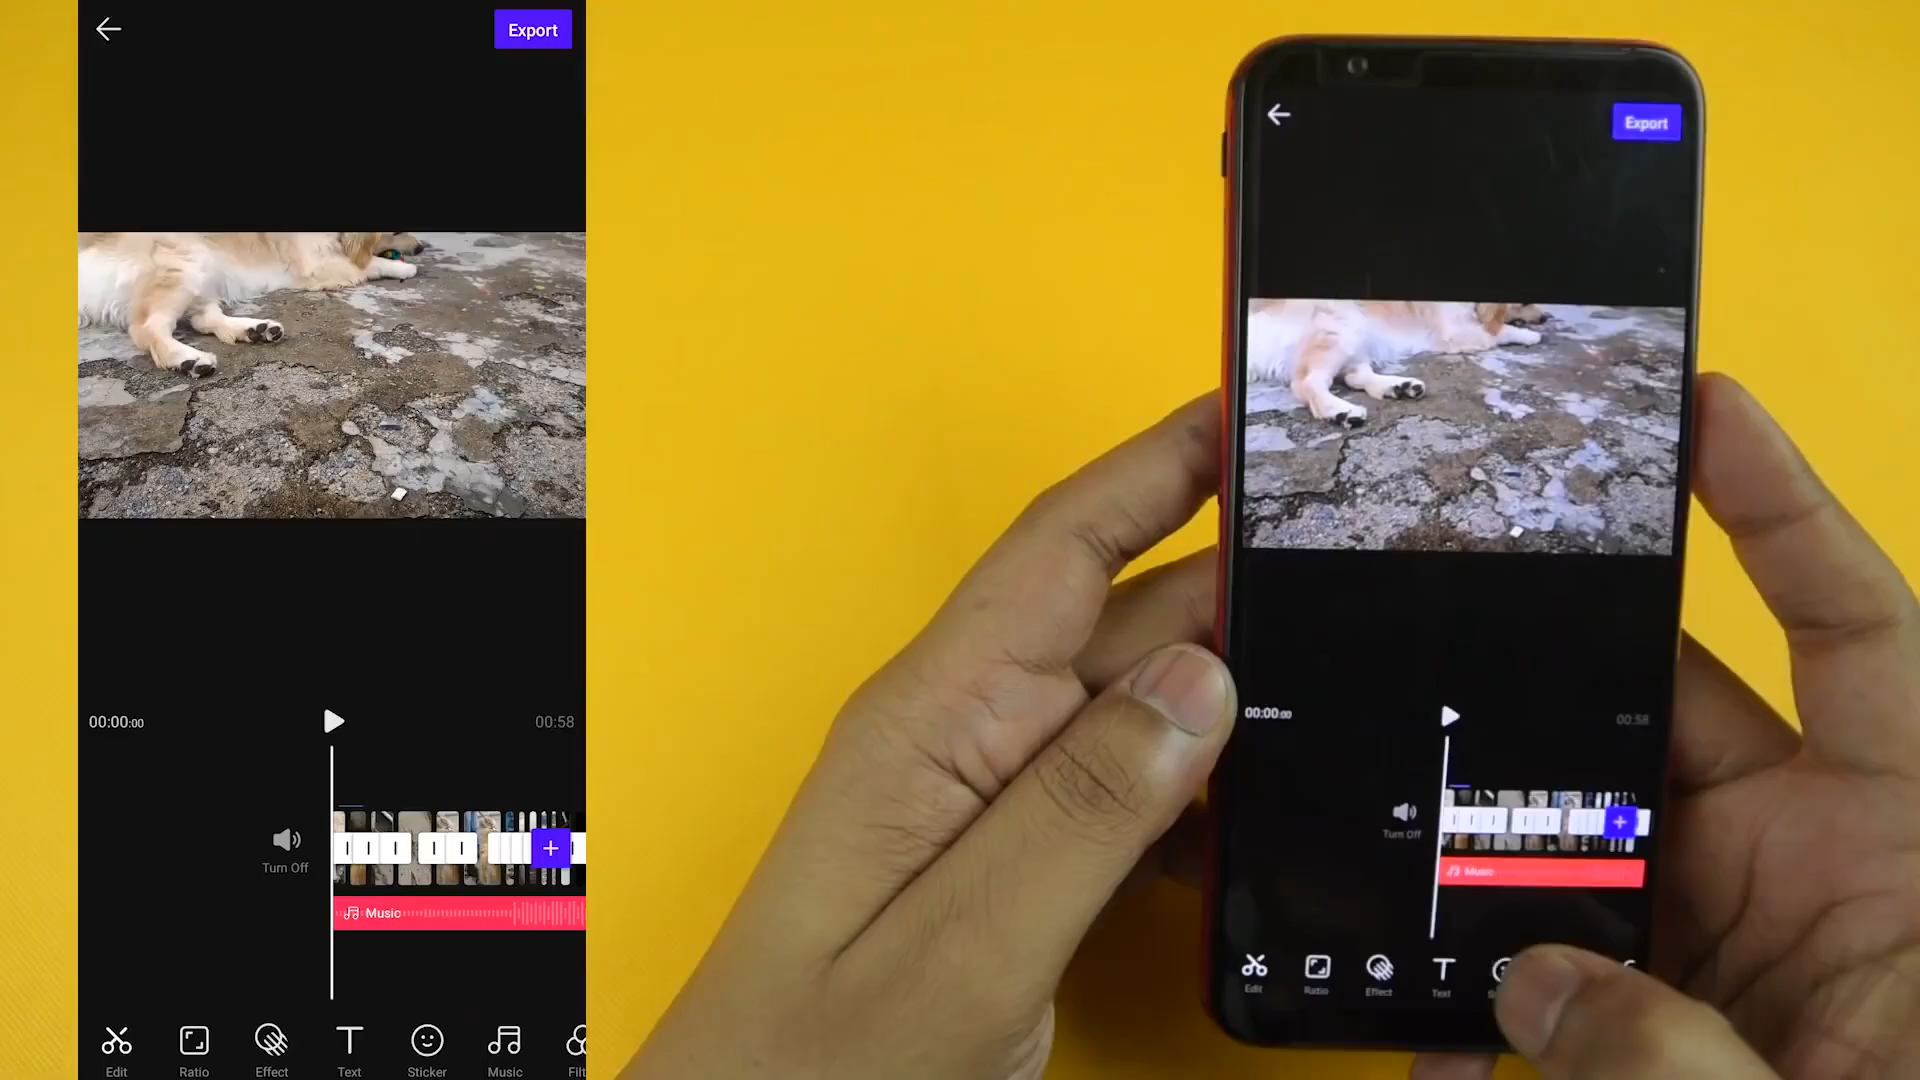 Export
00:00:00
00:58
Turn Off
Music
Edit
Ratio
Effect
Text
Sticker
Music
Export
00:00:00
00:58
Turn Off
Music
Edit
Ratio
Effect
Text